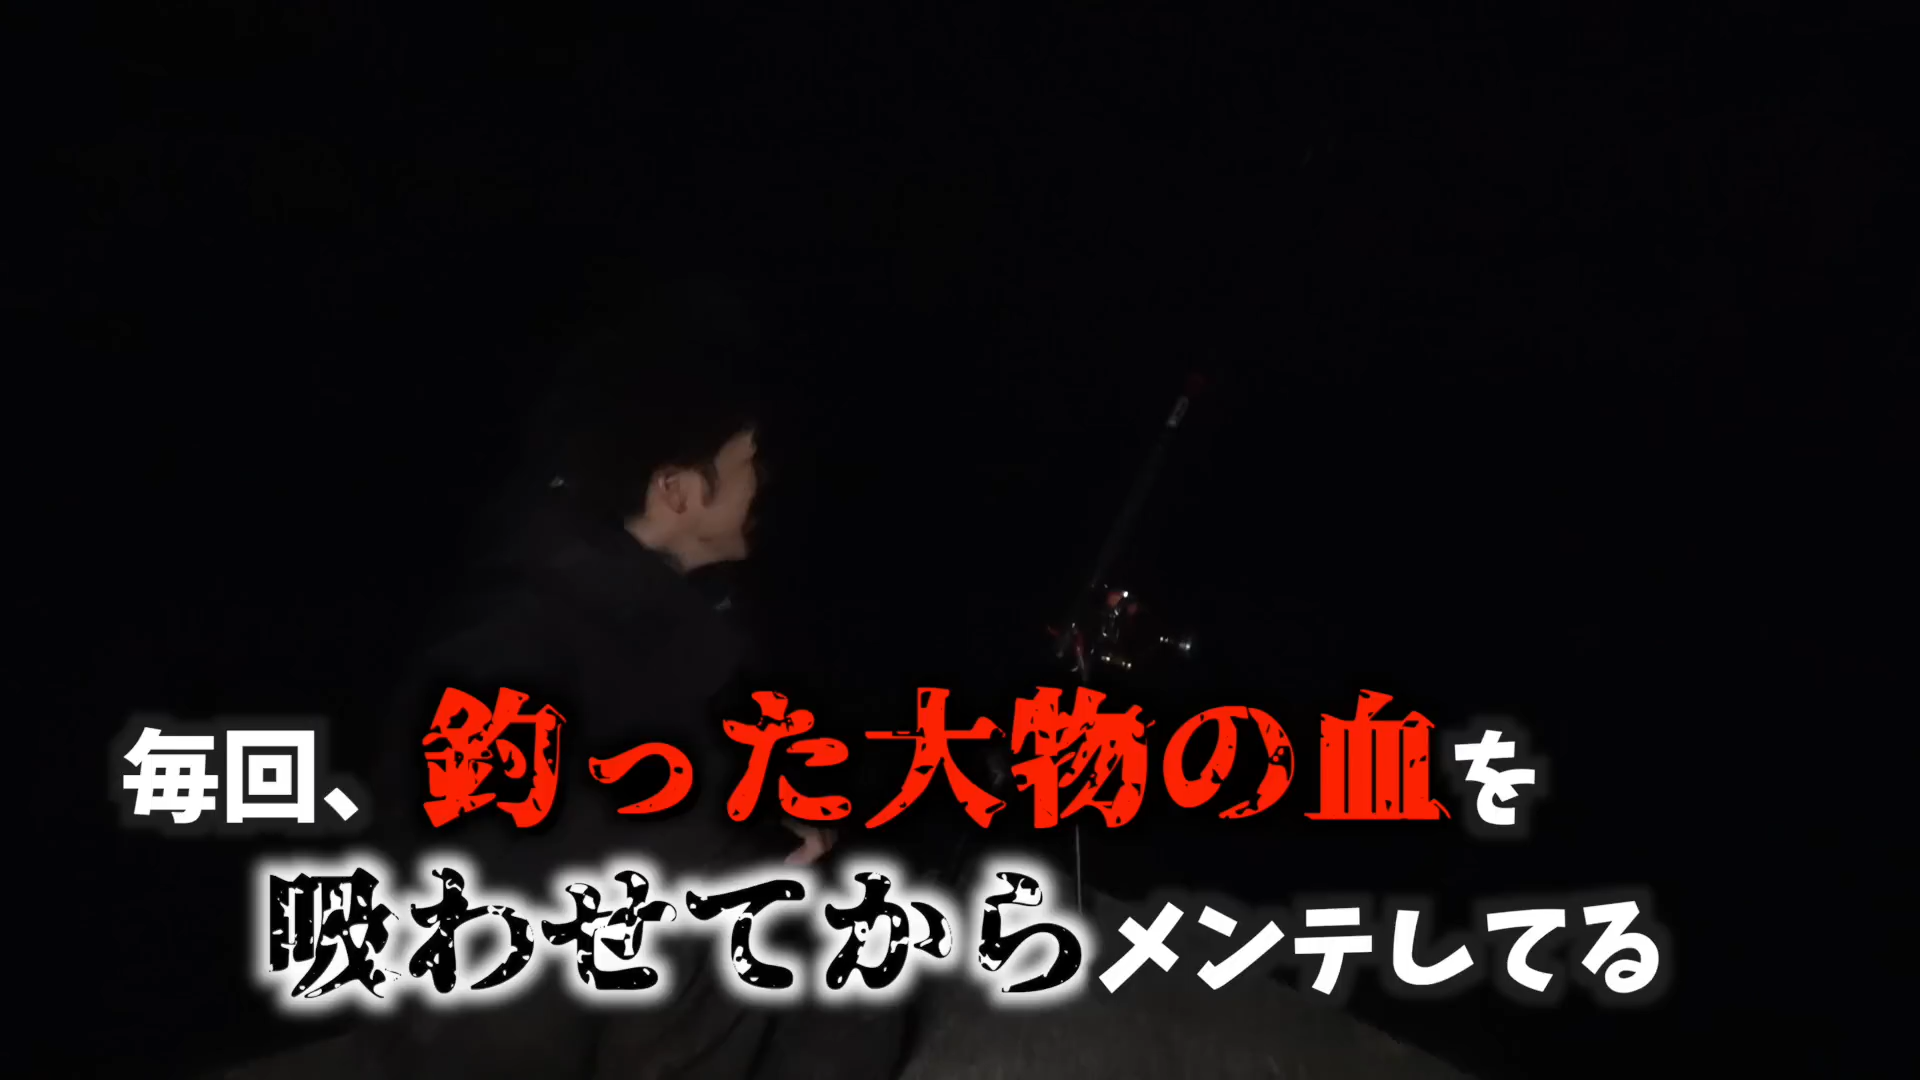 毎回、釣った大物の血を
吸わせてからメンテしてる